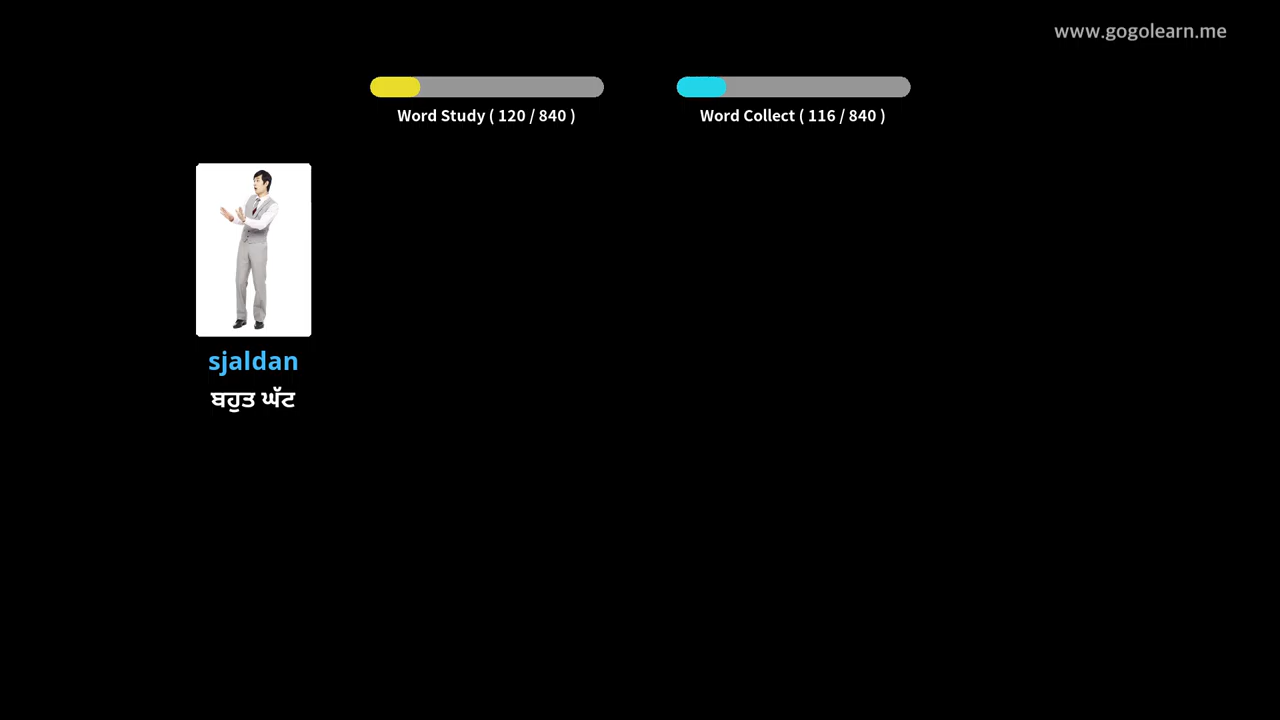 www.gogolearn.me
Word Study ( 120 / 840 )
Word Collect ( 116 / 840 )
sjaldan
ਬਹੁਤ ਘੱਟ